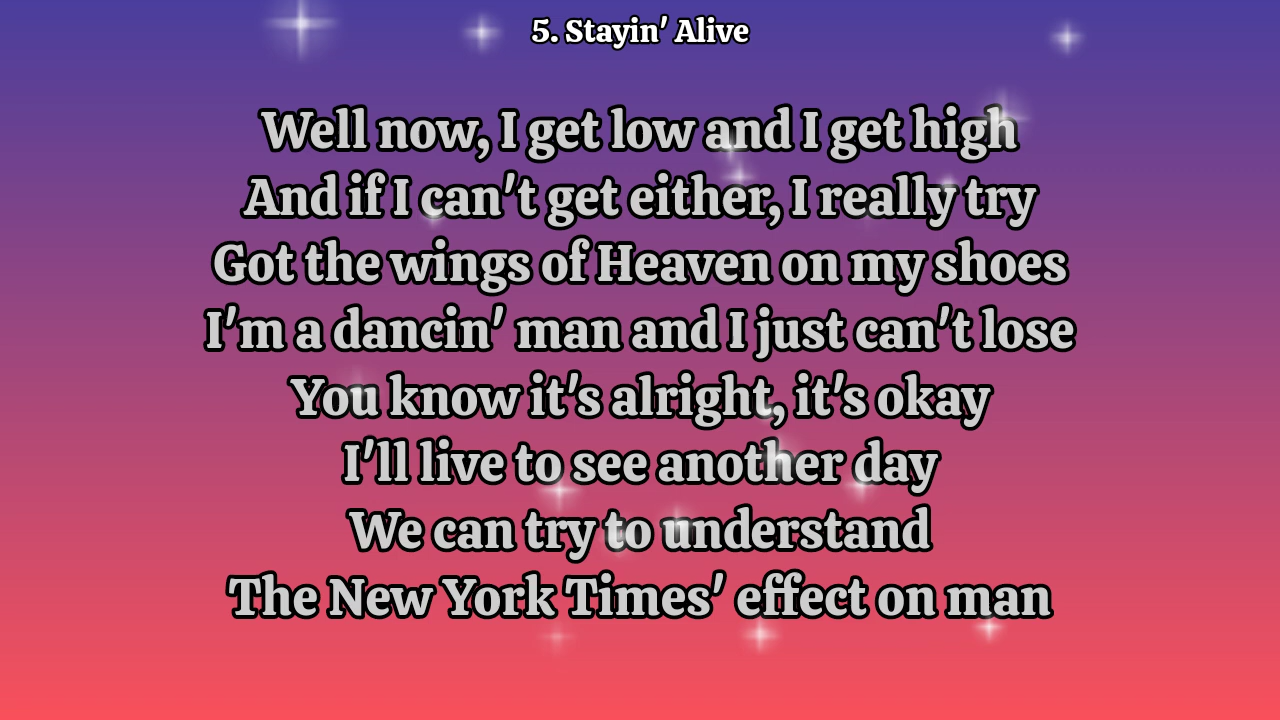 5. Stayin' Alive
Well now, I get low and I get high
And if I can't get either, I really try
Got the wings of Heaven on my shoes
I'm a dancin' man and I just can't lose
You know it's alright, it's okay
I'll live to see another day
We can try to understand
The New York Times' effect on man